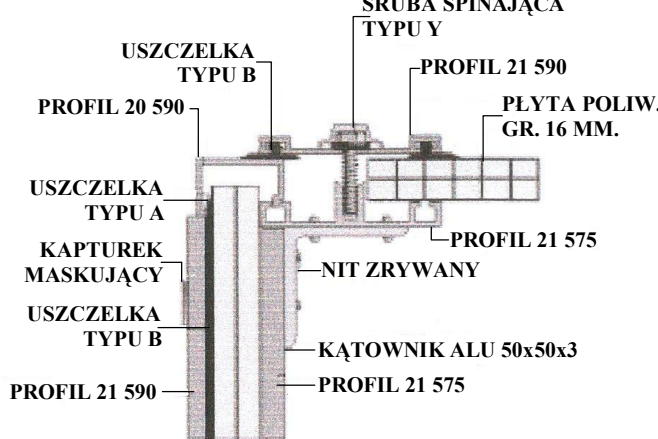 ŚRUBA SPINAJĄCA
TYPU Y
USZCZELKA
TYPU B
PROFIL 21 590
PROFIL 20 590
PŁYTA POLIW.
GR. 16 MM.
USZCZELKA
TYPU A
KAPTUREK
MASKUJĄCY
PROFIL 21 575
NIT ZRYWANY
USZCZELKA
TYPU B
KĄTOWNIK ALU 50x50x3
PROFIL 21 590
PROFIL 21 575